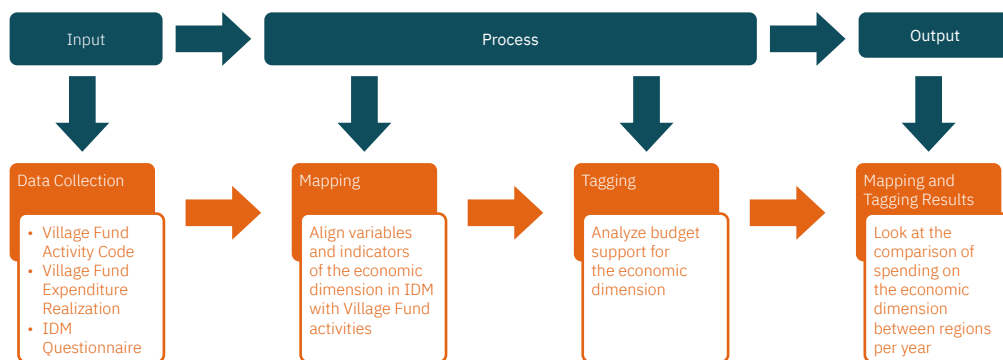 Input
Process
Output
Data Collection
• Village Fund
Activity Code
• Village Fund
Expenditure
Realization
• IDM
Questionnaire
Mapping
Align variables
and indicators
of the economic
dimension in IDM
with Village Fund
activities
Tagging
Analyze budget
support for
the economic
dimension
Mapping and
Tagging Results
Look at the
comparison of
spending on
the economic
dimension
between regions
per year